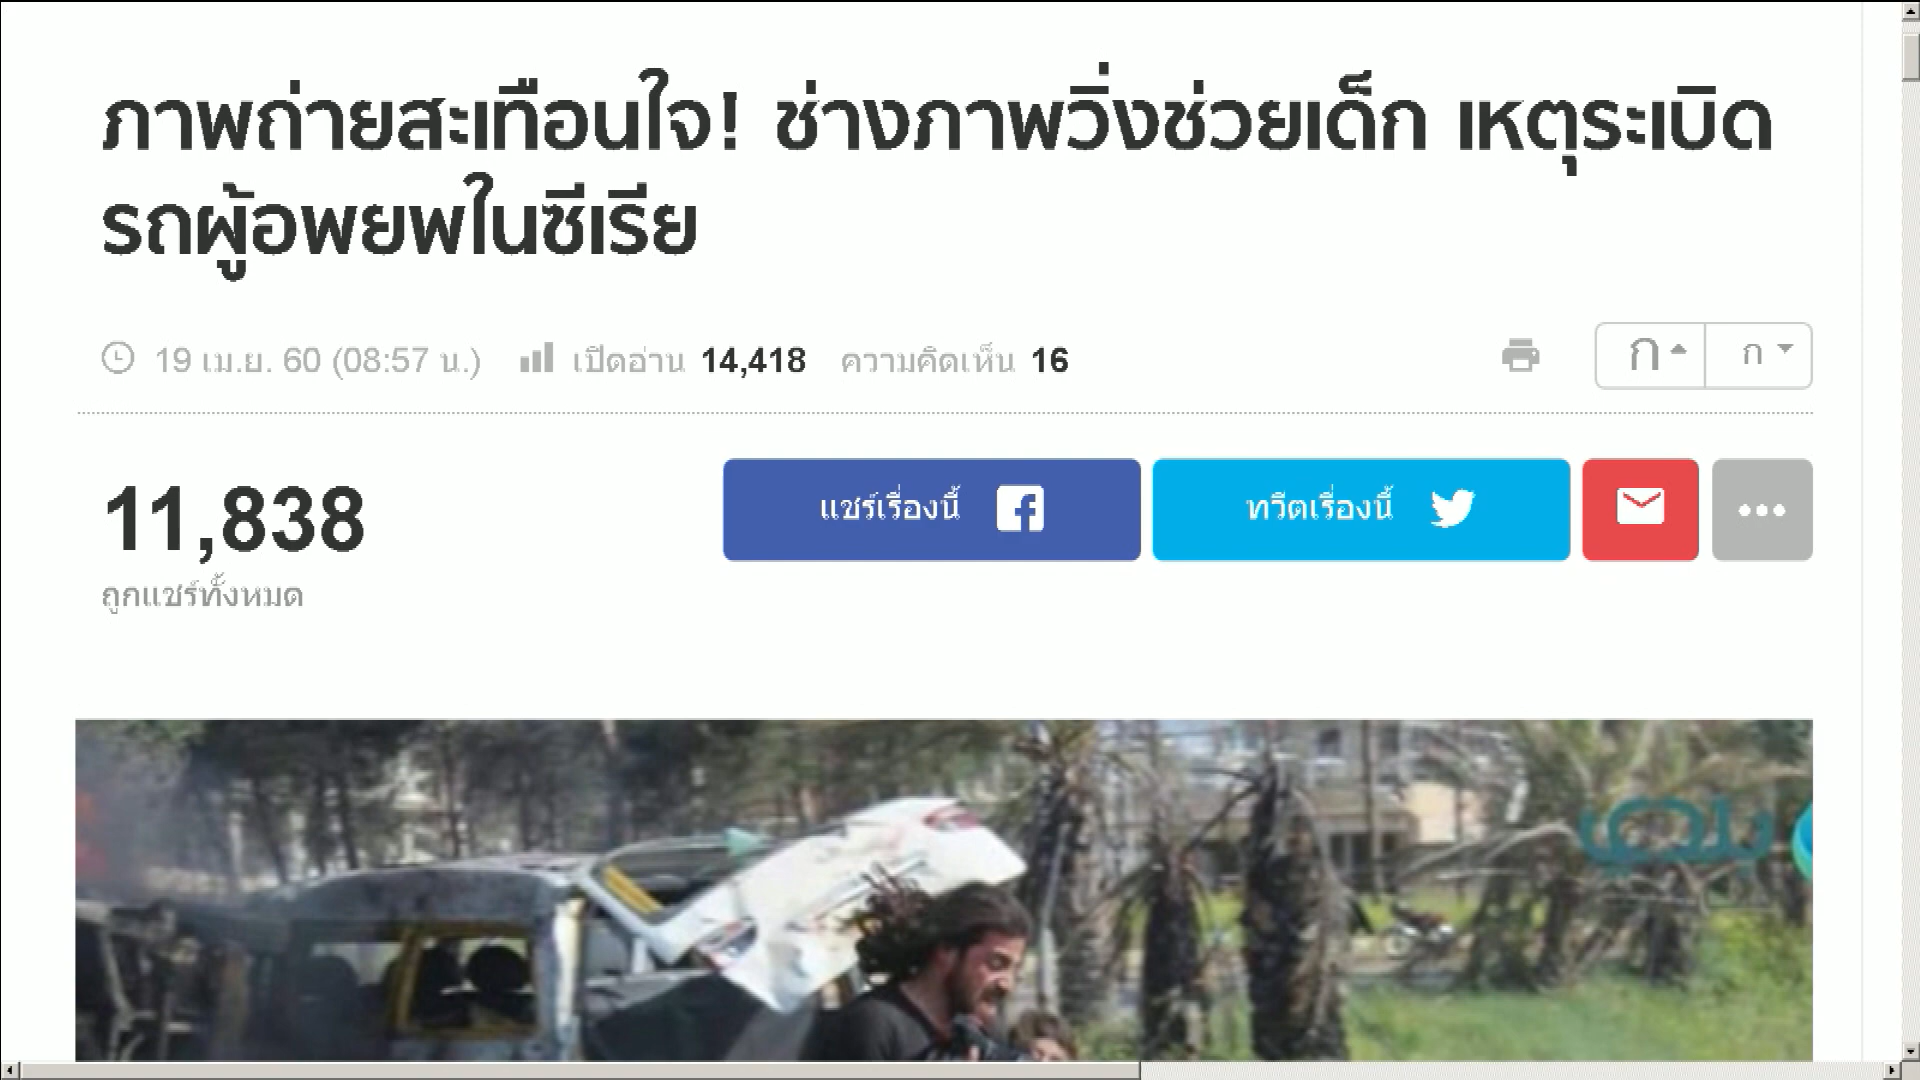 ภาพถ่ายสะเทือนใจ! ช่างภาพวิ่งช่วยเด็ก เหตุระเบิด
รถผู้อพยพในซีเรีย
19 เม.ย. 60 (08:57 น.) เปิดอ่าน 14,418 ความคิดเห็น 16
ก ก
11,838
ถูกแชร์ทั้งหมด
แชร์เรื่องนี้ ทวีตเรื่องนี้
بلدي